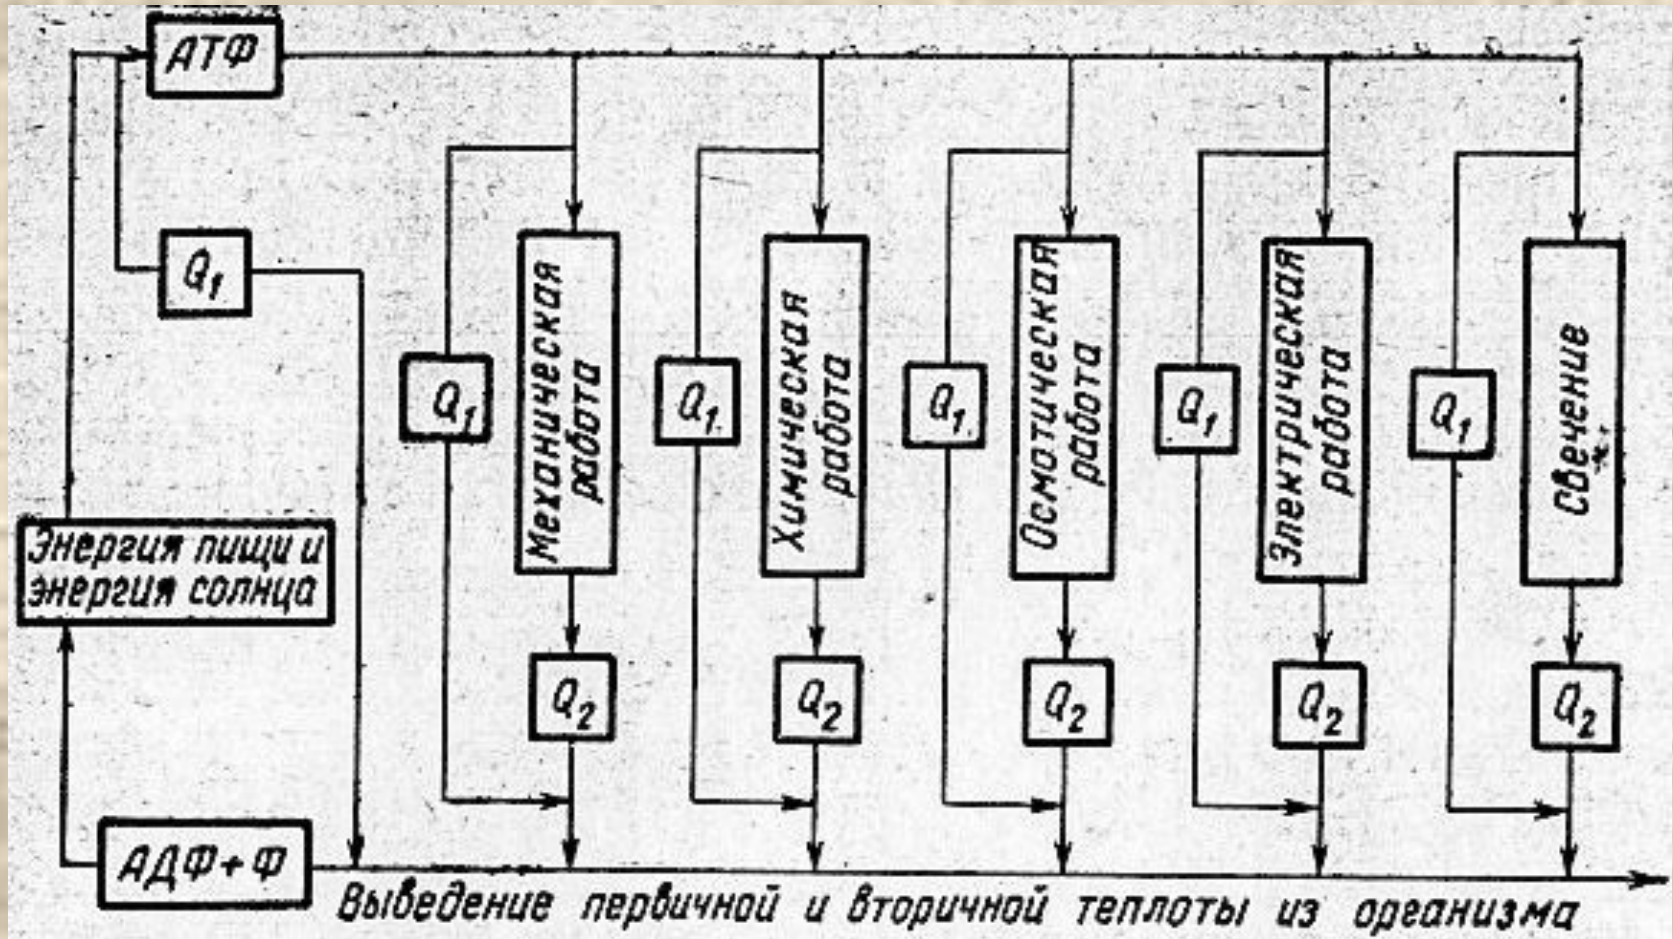 АТФ
Q1
Q1
Механическая
работа
Q1
Химическая
работа
Q1
Осмотическая
работа
Q1
Электрическая
работа
Q1
Свечение
Энергия пищи и
энергия солнца
Q2
Q2
Q2
Q2
Q2
АДФ+Ф
Выведение первичной и вторичной теплоты из организма